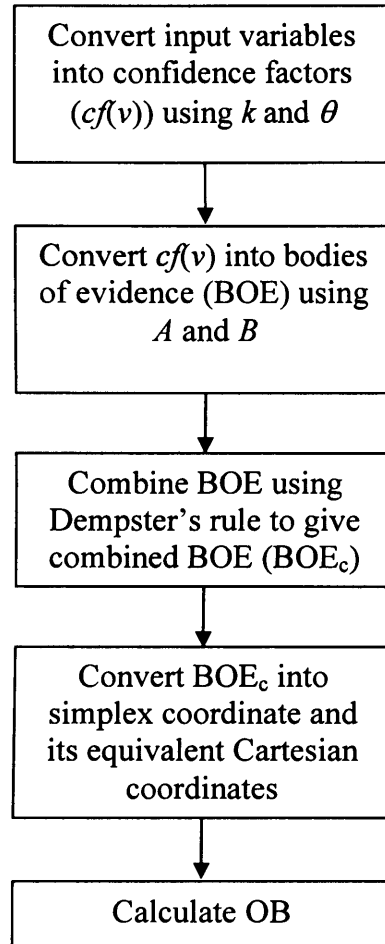 Convert input variables
into confidence factors
(cf(v)) using k and θ
Convert cf(v) into bodies
of evidence (BOE) using
A and B
Combine BOE using
Dempster's rule to give
combined BOE (BOEc)
Convert BOEc into
simplex coordinate and
its equivalent Cartesian
coordinates
Calculate OB